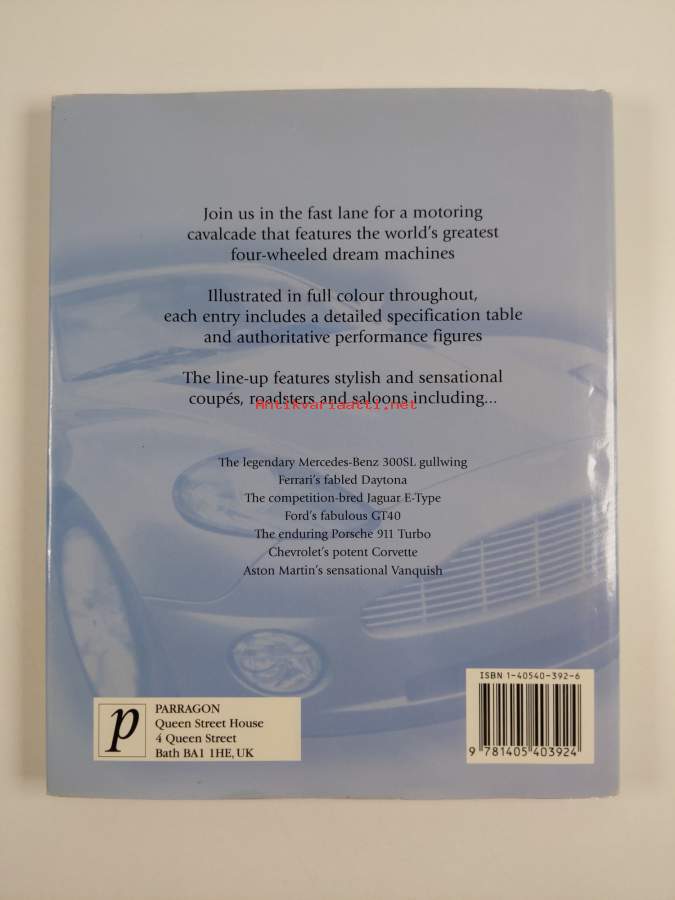 Join us in the fast lane for a motoring
cavalcade that features the world's greatest
four-wheeled dream machines
Illustrated in full colour throughout,
each entry includes a detailed specification table
and authoritative performance figures
The line-up features stylish and sensational
coupés, roadsters and saloons including...
Antikvariaatti.net
The legendary Mercedes-Benz 300SL gullwing
Ferrari's fabled Daytona
The competition-bred Jaguar E-Type
Ford's fabulous GT40
The enduring Porsche 911 Turbo
Chevrolet's potent Corvette
Aston Martin's sensational Vanquish
p
PARRAGON
Queen Street House
4 Queen Street
Bath BA1 1HE, UK
ISBN 1-40540-392-6
9 781405 403924